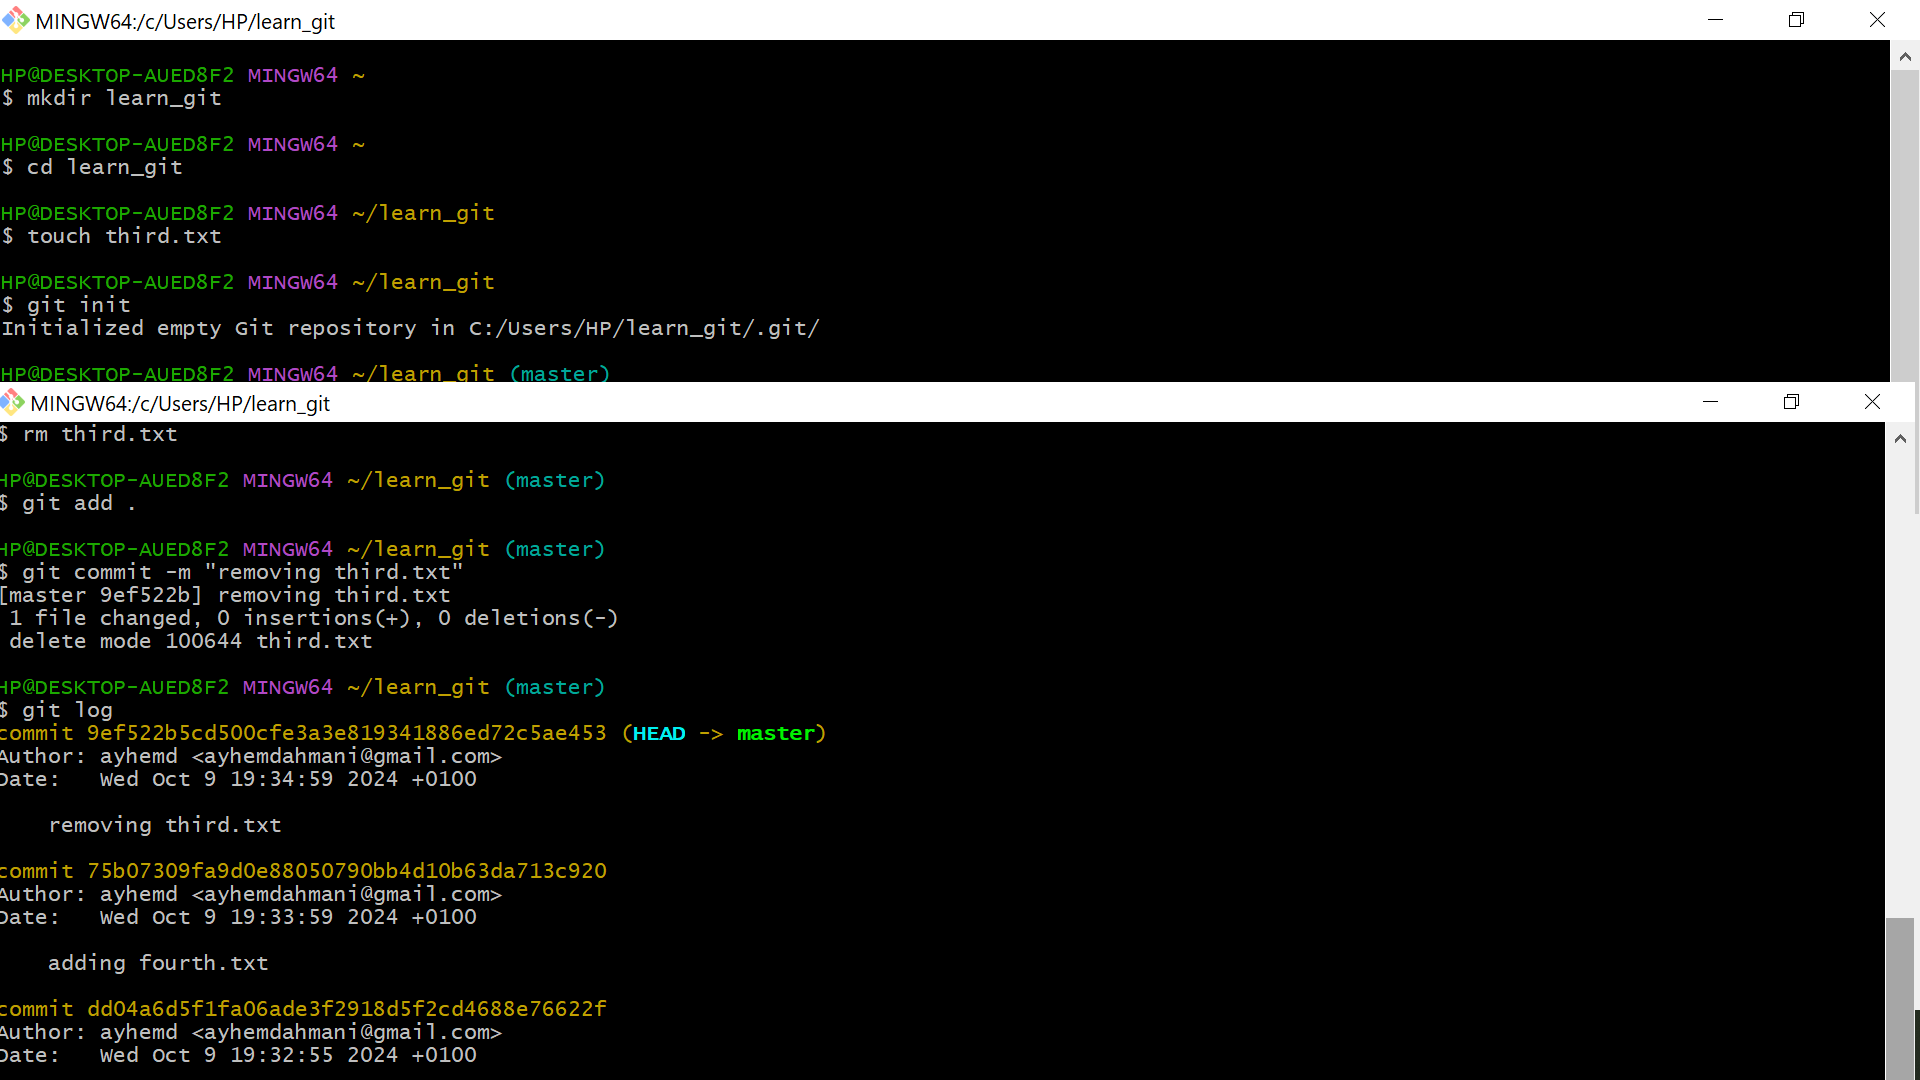 MINGW64:/c/Users/HP/learn_git
HP@DESKTOP-AUED8F2 MINGW64 ~
$ mkdir learn_git
HP@DESKTOP-AUED8F2 MINGW64 ~
$ cd learn_git
HP@DESKTOP-AUED8F2 MINGW64 ~/learn_git
$ touch third.txt
HP@DESKTOP-AUED8F2 MINGW64 ~/learn_git
$ git init
Initialized empty Git repository in C:/Users/HP/learn_git/.git/
HP@DESKTOP-AUED8F2 MINGW64 ~/learn_git (master)
MINGW64:/c/Users/HP/learn_git
$ rm third.txt
HP@DESKTOP-AUED8F2 MINGW64 ~/learn_git (master)
$ git add .
HP@DESKTOP-AUED8F2 MINGW64 ~/learn_git (master)
$ git commit -m "removing third.txt"
[master 9ef522b] removing third.txt
1 file changed, 0 insertions(+), 0 deletions(-)
delete mode 100644 third.txt
HP@DESKTOP-AUED8F2 MINGW64 ~/learn_git (master)
$ git log
commit 9ef522b5cd500cfe3a3e819341886ed72c5ae453 (HEAD -> master)
Author: ayhemd <ayhemdahmani@gmail.com>
Date:   Wed Oct 9 19:34:59 2024 +0100
removing third.txt
commit 75b07309fa9d0e88050790bb4d10b63da713c920
Author: ayhemd <ayhemdahmani@gmail.com>
Date:   Wed Oct 9 19:33:59 2024 +0100
adding fourth.txt
commit dd04a6d5f1fa06ade3f2918d5f2cd4688e76622f
Author: ayhemd <ayhemdahmani@gmail.com>
Date:   Wed Oct 9 19:32:55 2024 +0100